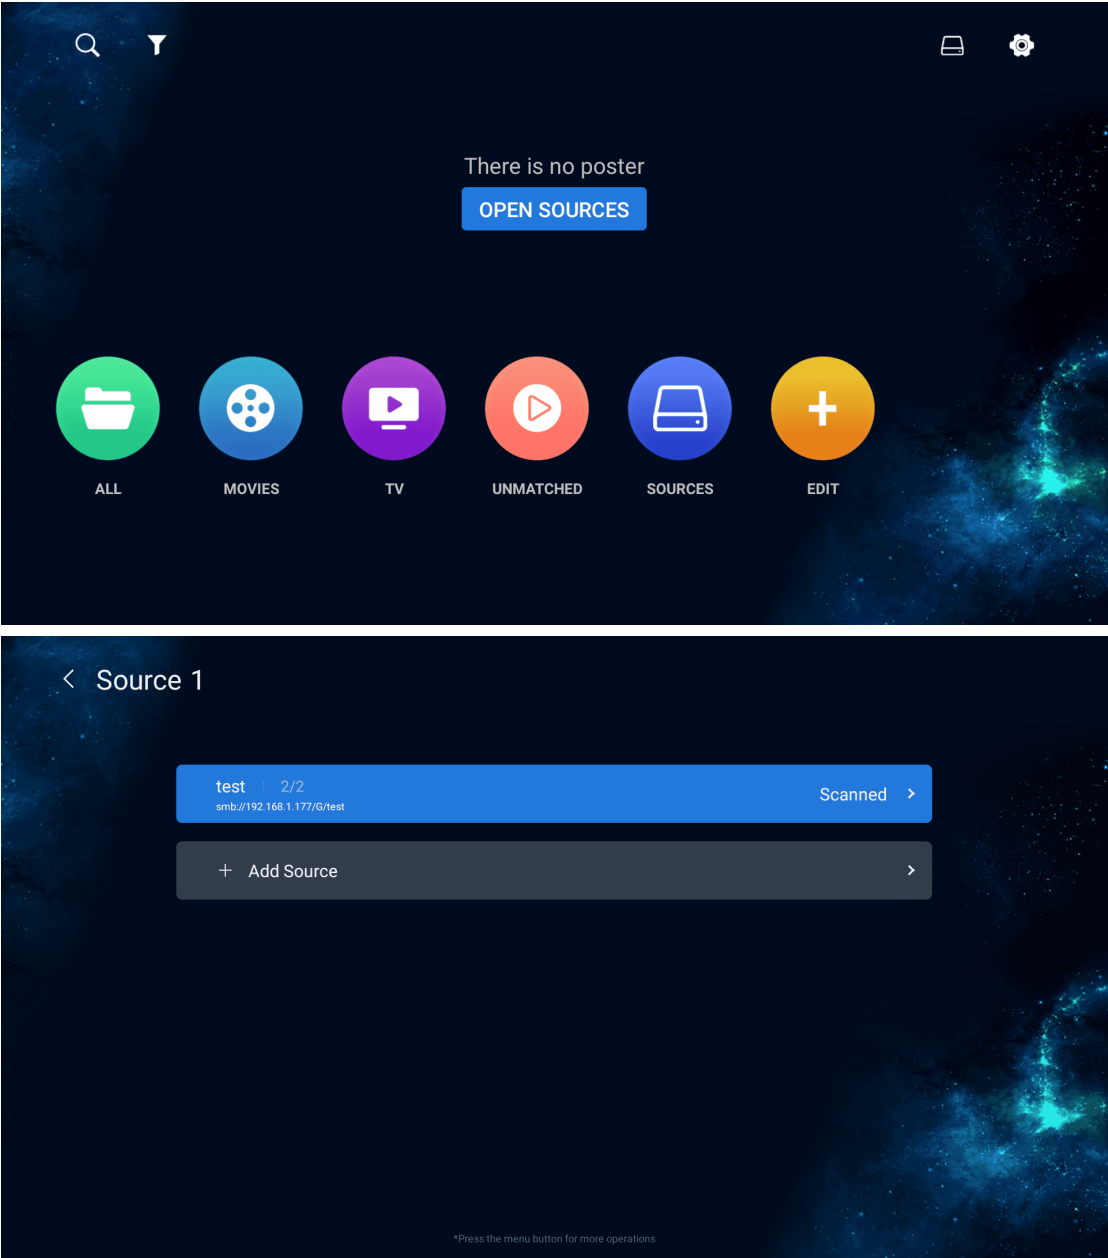 There is no poster
OPEN SOURCES
ALL
MOVIES
TV
UNMATCHED
SOURCES
EDIT
Source 1
test 2/2
smb://192.168.1.177/G/test
Scanned
Add Source
*Press the menu button for more operations